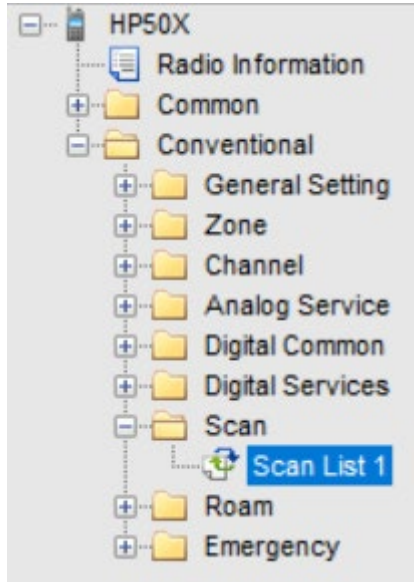 HP50X
Radio Information
Common
Conventional
General Setting
Zone
Channel
Analog Service
Digital Common
Digital Services
Scan
Scan List 1
Roam
Emergency